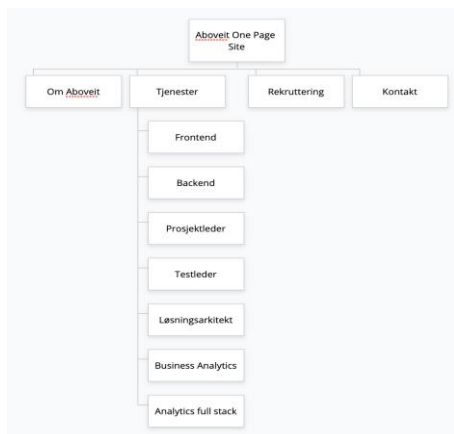 Aboveit One Page
Site
Om Aboveit
Tjenester
Rekruttering
Kontakt
Frontend
Backend
Prosjektleder
Testleder
Løsningsarkitekt
Business Analytics
Analytics full stack